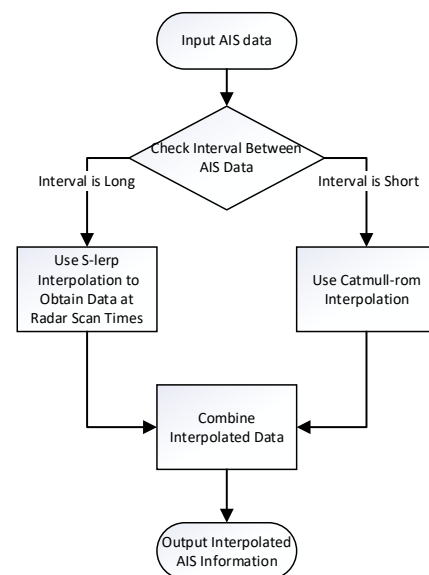 Input AIS data
Check Interval Between
AIS Data
Interval is Long
Interval is Short
Use S-lerp
Interpolation to
Obtain Data at
Radar Scan Times
Use Catmull-rom
Interpolation
Combine
Interpolated Data
Output Interpolated
AIS Information